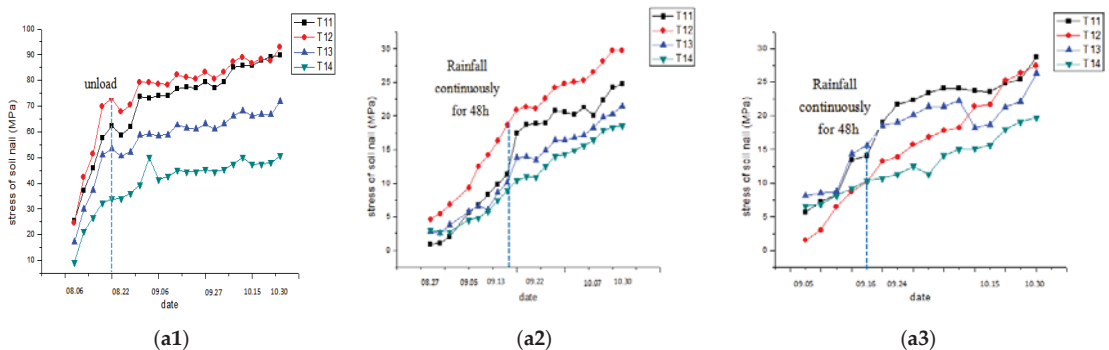 T11
T12
T13
T14
100
90
80
70
60
50
40
30
20
10
stress of soil nail (MPa)
unload
08.06
08.22
09.06
09.27
10.15
10.30
date
(a1)
T11
T12
T13
T14
30
25
20
15
10
5
0
stress of soil nail (MPa)
Rainfall
continuously
for 48h
08.27
09.05
09.13
09.22
10.07
10.30
date
(a2)
T11
T12
T13
T14
30
25
20
15
10
5
0
stress of soil nail (MPa)
Rainfall
continuously
for 48h
09.05
09.16
09.24
10.15
10.30
date
(a3)